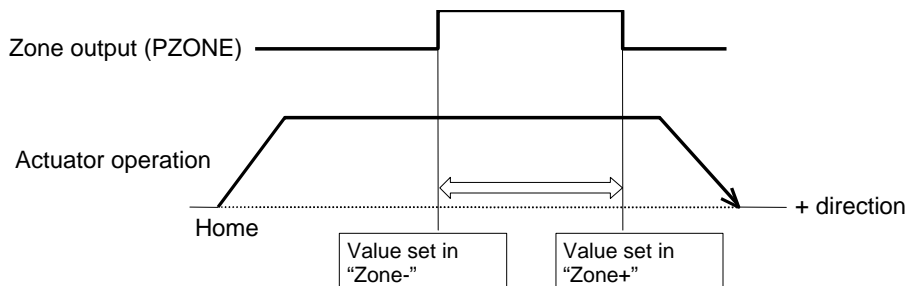 Zone output (PZONE)
Actuator operation
Home
+ direction
Value set in
“Zone-”
Value set in
“Zone+”